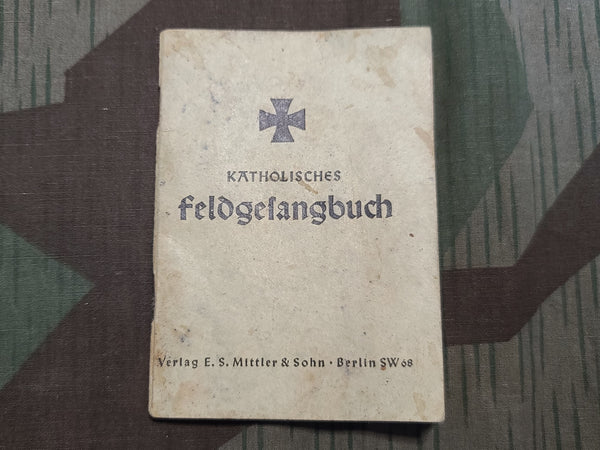 KATHOLISCHES
Feldgesangbuch
Verlag E. S. Mittler & Sohn · Berlin SW 68